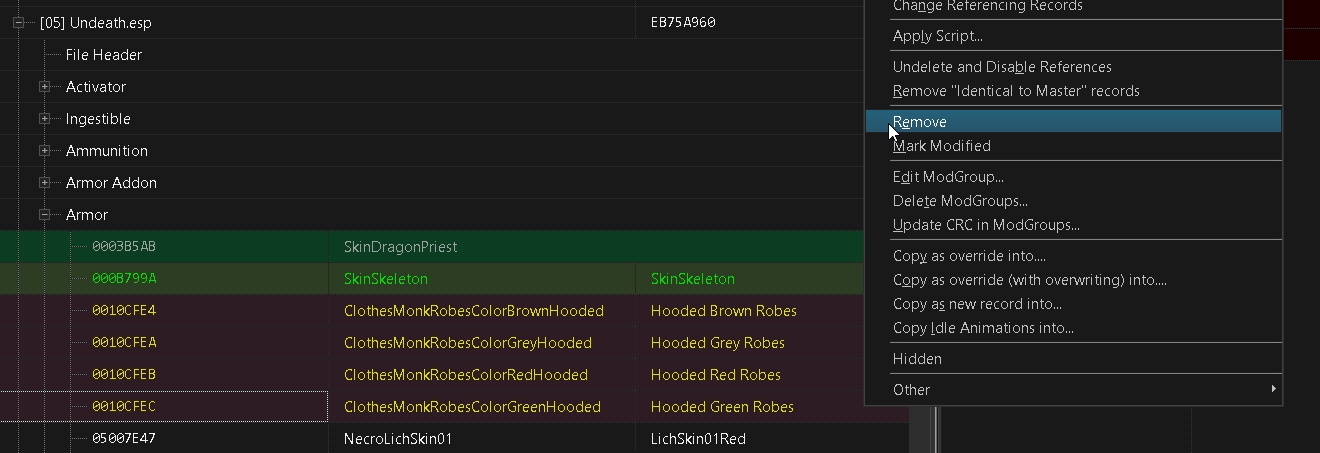 [05] Undeath.esp EB75A960
File Header
Activator
Ingestible
Ammunition
Armor Addon
Armor
0003B5AB SkinDragonPriest
000B799A SkinSkeleton SkinSkeleton
0010CFE4 ClothesMonkRobesColorBrownHooded Hooded Brown Robes
0010CFEA ClothesMonkRobesColorGreyHooded Hooded Grey Robes
0010CFEB ClothesMonkRobesColorRedHooded Hooded Red Robes
0010CFEC ClothesMonkRobesColorGreenHooded Hooded Green Robes
05007E47 NecroLichSkin01 LichSkin01Red
Change Referencing Records
Apply Script...
Undelete and Disable References
Remove "Identical to Master" records
Remove
Mark Modified
Edit ModGroup...
Delete ModGroups...
Update CRC in ModGroups...
Copy as override into....
Copy as override (with overwriting) into....
Copy as new record into...
Copy Idle Animations into...
Hidden
Other